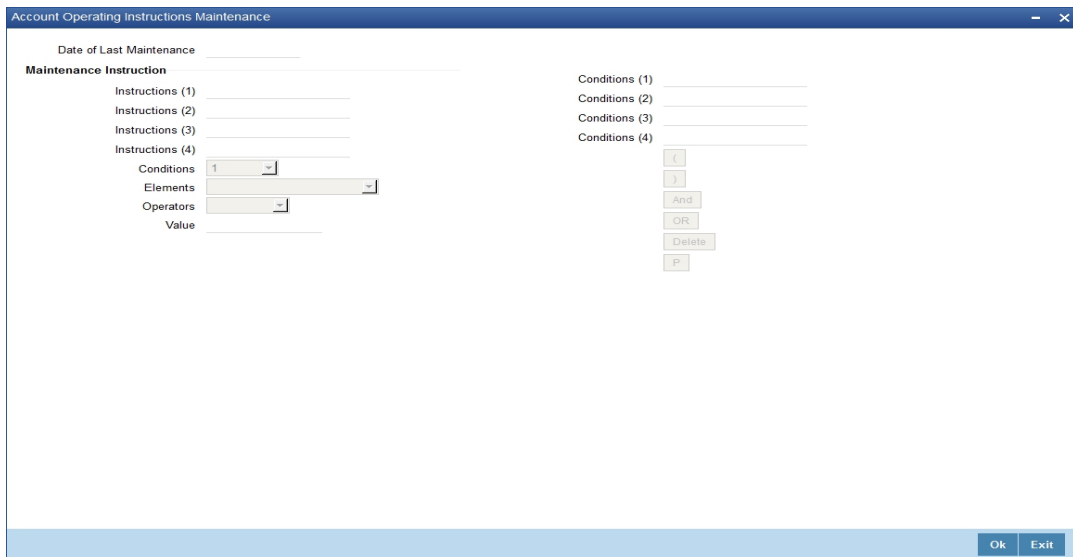 Account Operating Instructions Maintenance
Date of Last Maintenance
Maintenance Instruction
Instructions (1)
Instructions (2)
Instructions (3)
Instructions (4)
Conditions 1
Elements
Operators
Value
Conditions (1)
Conditions (2)
Conditions (3)
Conditions (4)
(
)
And
OR
Delete
P
Ok Exit